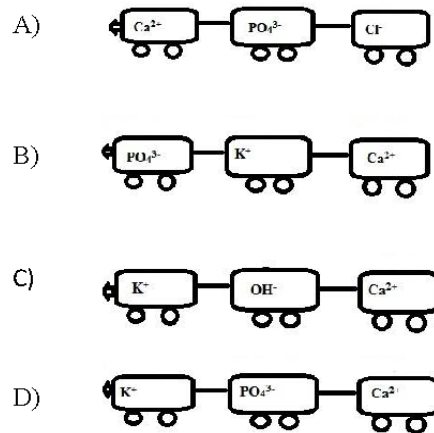 A) Ca²⁺ PO₄³⁻ Cl⁻
B) PO₄³⁻ K⁺ Ca²⁺
C) K⁺ OH⁻ Ca²⁺
D) K⁺ PO₄³⁻ Ca²⁺